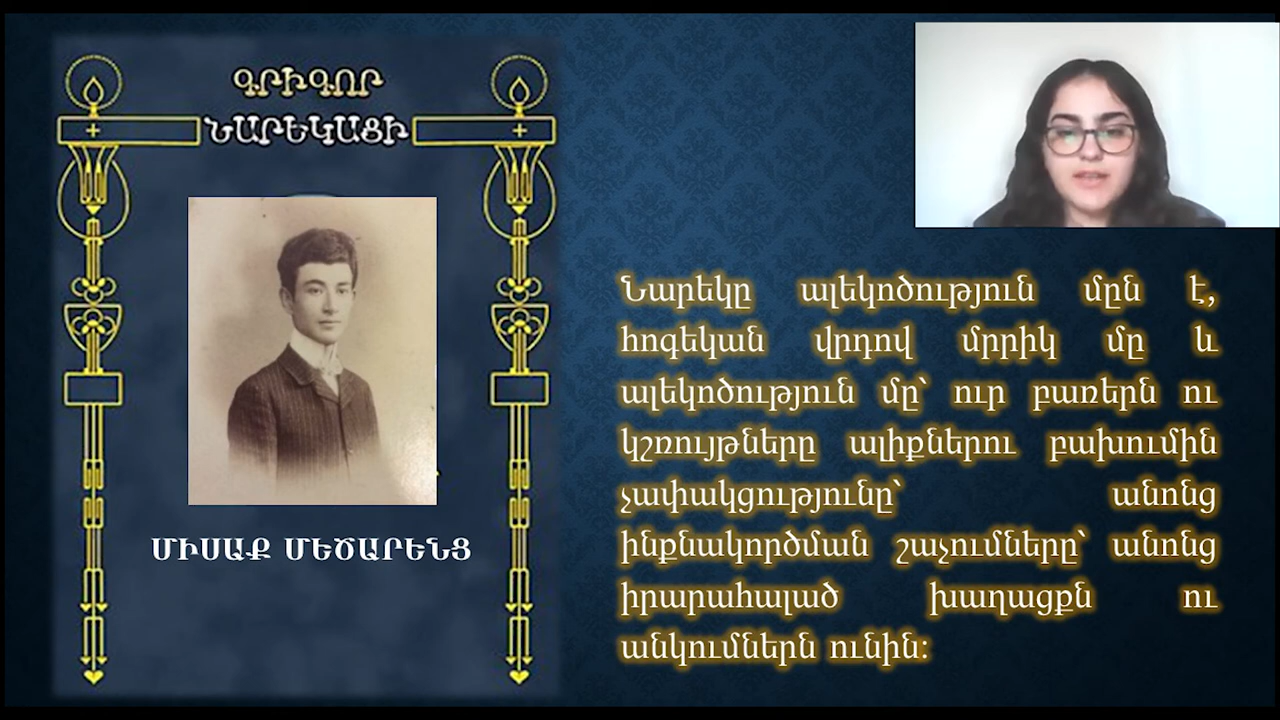 ԳՐԻԳՈՐ
ՆԱՐԵԿԱՑԻ
ՄԻՍԱՔ ՄԵԾԱՐԵՆՑ
Նարեկը ալեկոծություն մըն է,
հոգեկան վրդով մրրիկ մը և
ալեկոծություն մը՝ ուր բառերն ու
կշռույթները ալիքներու բախումին
չափակցությունը՝ անոնց
ինքնակործման շաչումները՝ անոնց
իրարահալած խաղացքն ու
անկումներն ունին։